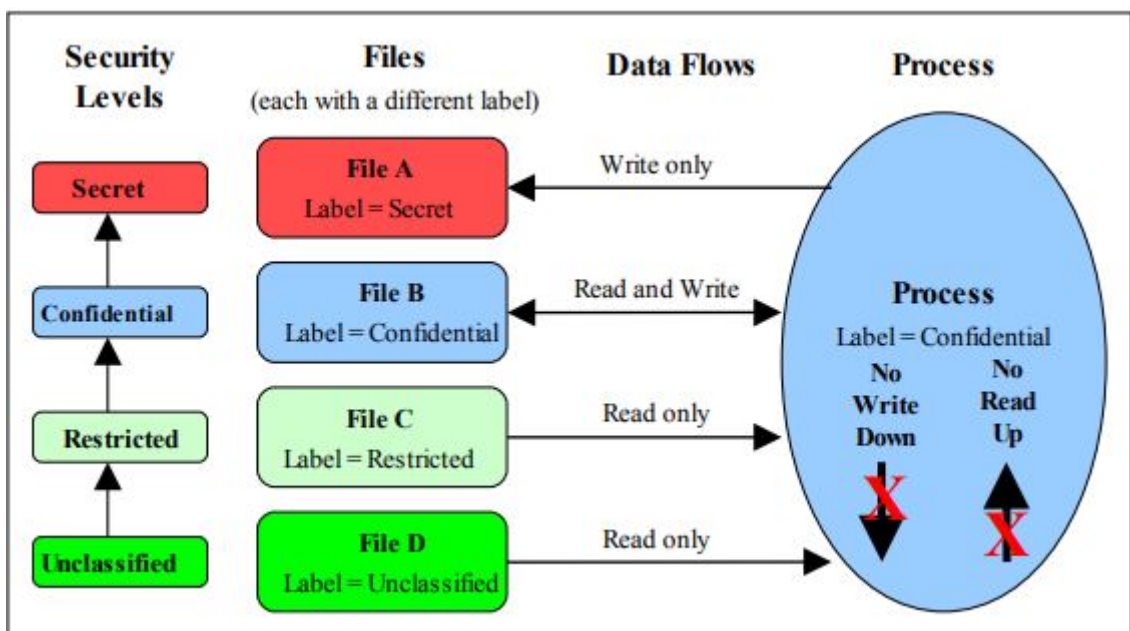 Security
Levels
Files
(each with a different label)
Data Flows
Process
Secret
File A
Label = Secret
Write only
Confidential
File B
Label = Confidential
Read and Write
Process
Label = Confidential
No
Write
Down
No
Read
Up
X
X
Restricted
File C
Label = Restricted
Read only
Unclassified
File D
Label = Unclassified
Read only